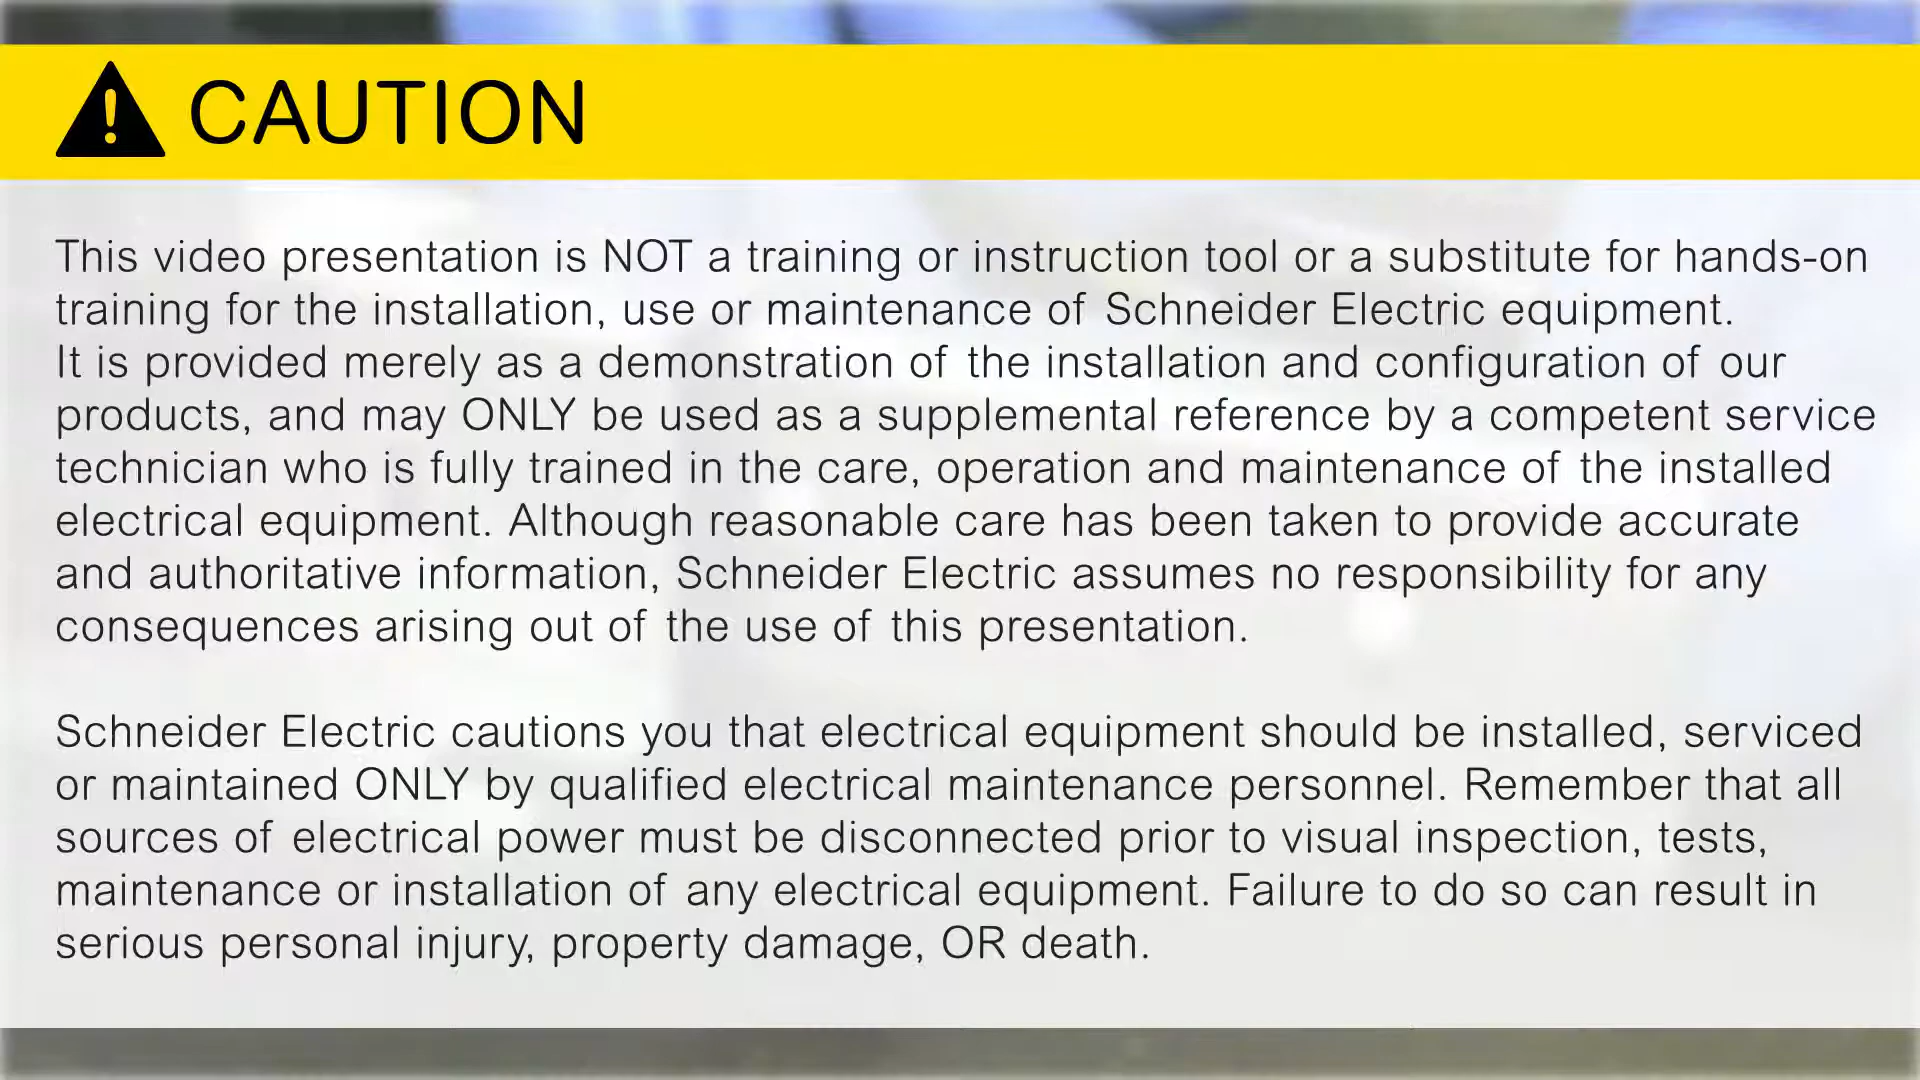 CAUTION
This video presentation is NOT a training or instruction tool or a substitute for hands-on
training for the installation, use or maintenance of Schneider Electric equipment.
It is provided merely as a demonstration of the installation and configuration of our
products, and may ONLY be used as a supplemental reference by a competent service
technician who is fully trained in the care, operation and maintenance of the installed
electrical equipment. Although reasonable care has been taken to provide accurate
and authoritative information, Schneider Electric assumes no responsibility for any
consequences arising out of the use of this presentation.
Schneider Electric cautions you that electrical equipment should be installed, serviced
or maintained ONLY by qualified electrical maintenance personnel. Remember that all
sources of electrical power must be disconnected prior to visual inspection, tests,
maintenance or installation of any electrical equipment. Failure to do so can result in
serious personal injury, property damage, OR death.